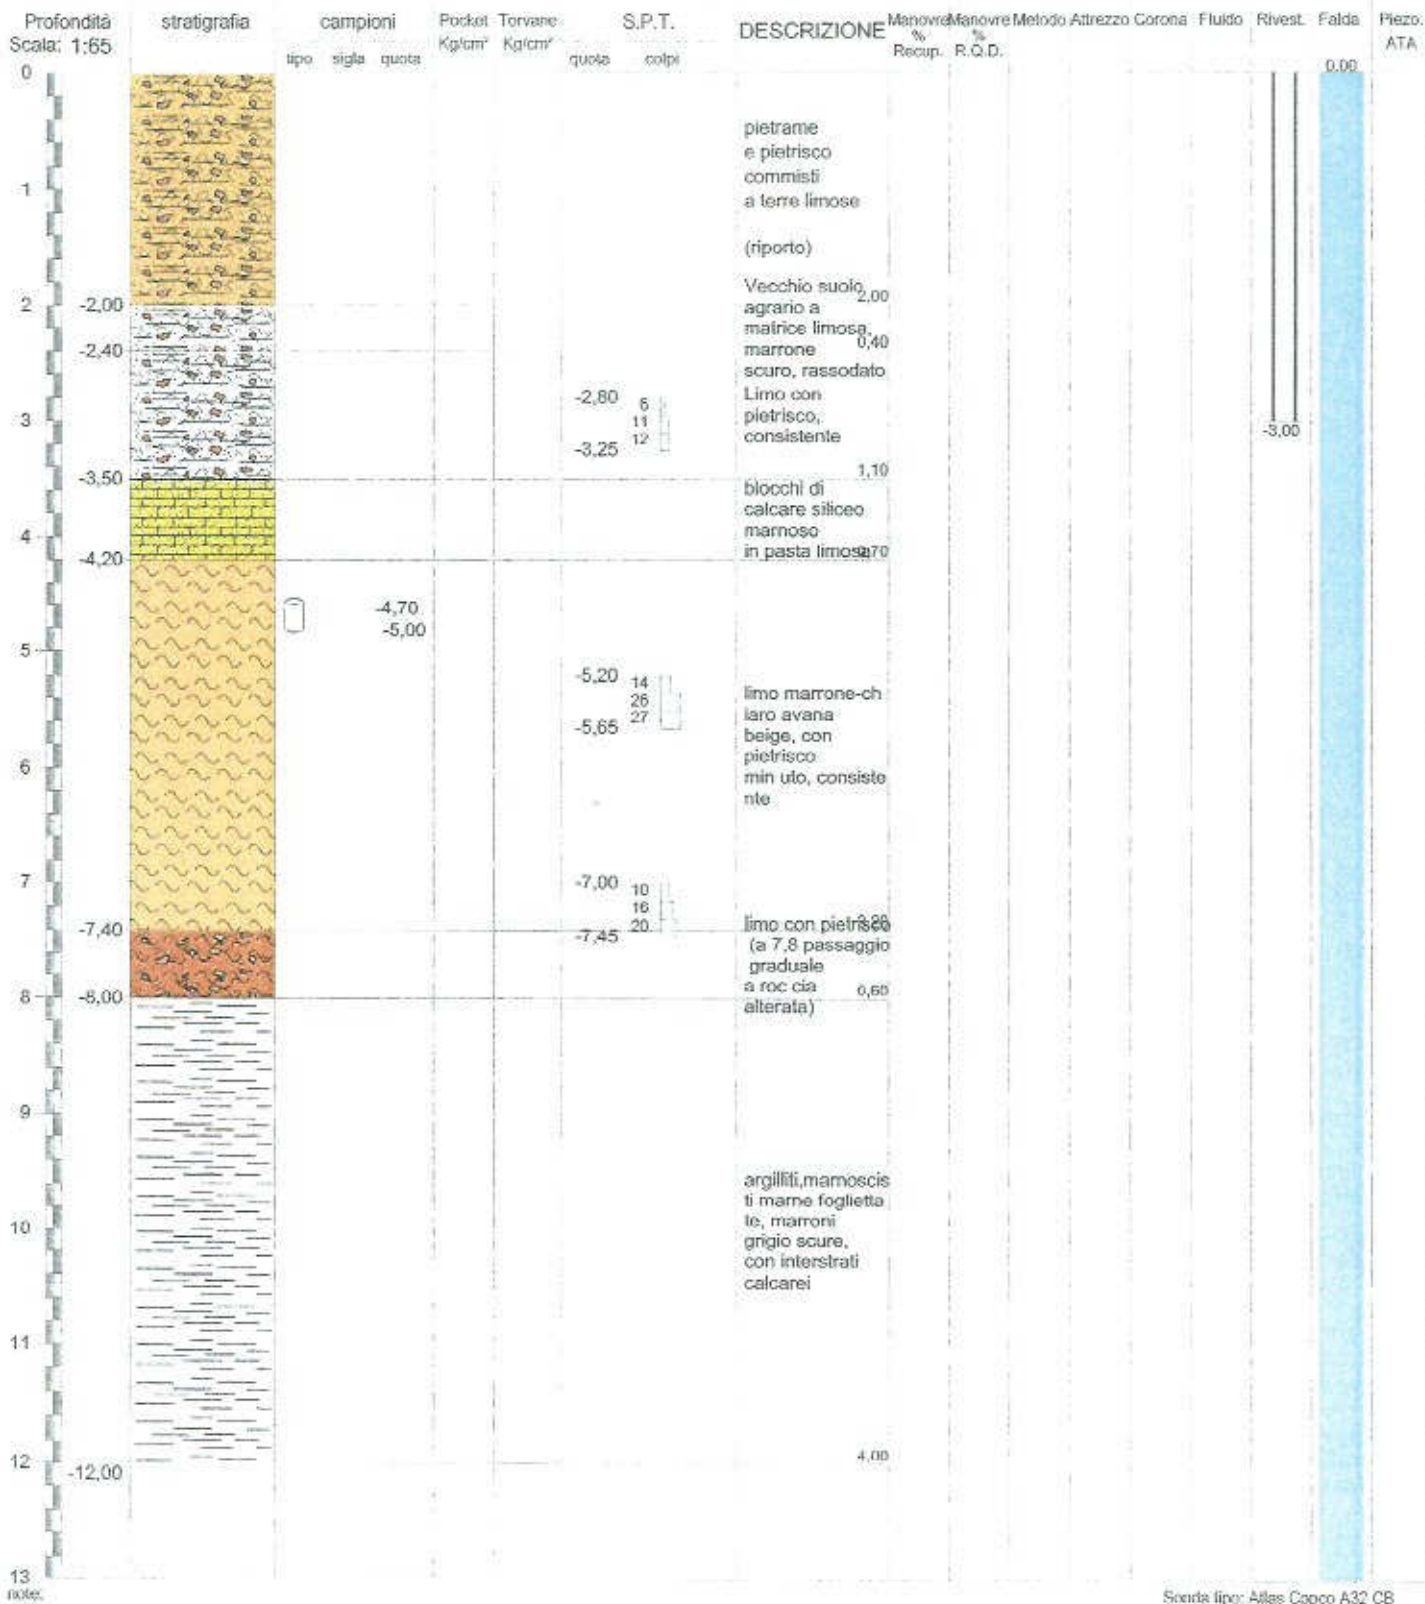 Profondità stratigrafia campioni Pocket Torvane S.P.T. DESCRIZIONE Manovre Manovre Metodo Attrezzo Corona Fluido Rivest. Falda Piezo.
Scala: 1:65 Kg/cm² Kg/cm² % Recup. % R.Q.D. ATA
tipo sigla quota quota colpi
0 0.00
pietrame
e pietrisco
commisti
1 a terre limose
(riporto)
Vecchio suolo
2 -2,00 agrario a 2,00
matrice limosa,
-2,40 marrone 0,40
scuro, rassodato
-2,80 6 Limo con
3 11 pietrisco, -3,00
12 consistente
-3,25
-3,50 1,10
blocchi di
calcare siliceo
4 marnoso
-4,20 in pasta limosa 0,70
-4,70
-5,00
5
-5,20 14
26 limo marrone-ch
-5,65 27 iaro avana
beige, con
6 pietrisco
min uto, consiste
nte
7 -7,00 10
16
-7,40 20 limo con pietrisco
-7,45 (a 7,8 passaggio
graduale
8 -8,00 a roc cia 0,60
alterata)
9
argilliti,marnoscis
ti marne foglietta
10 te, marroni
grigio scure,
con interstrati
calcarei
11
12 -12,00 4,00
13
note: Sonda tipo: Atlas Copco A32 CB